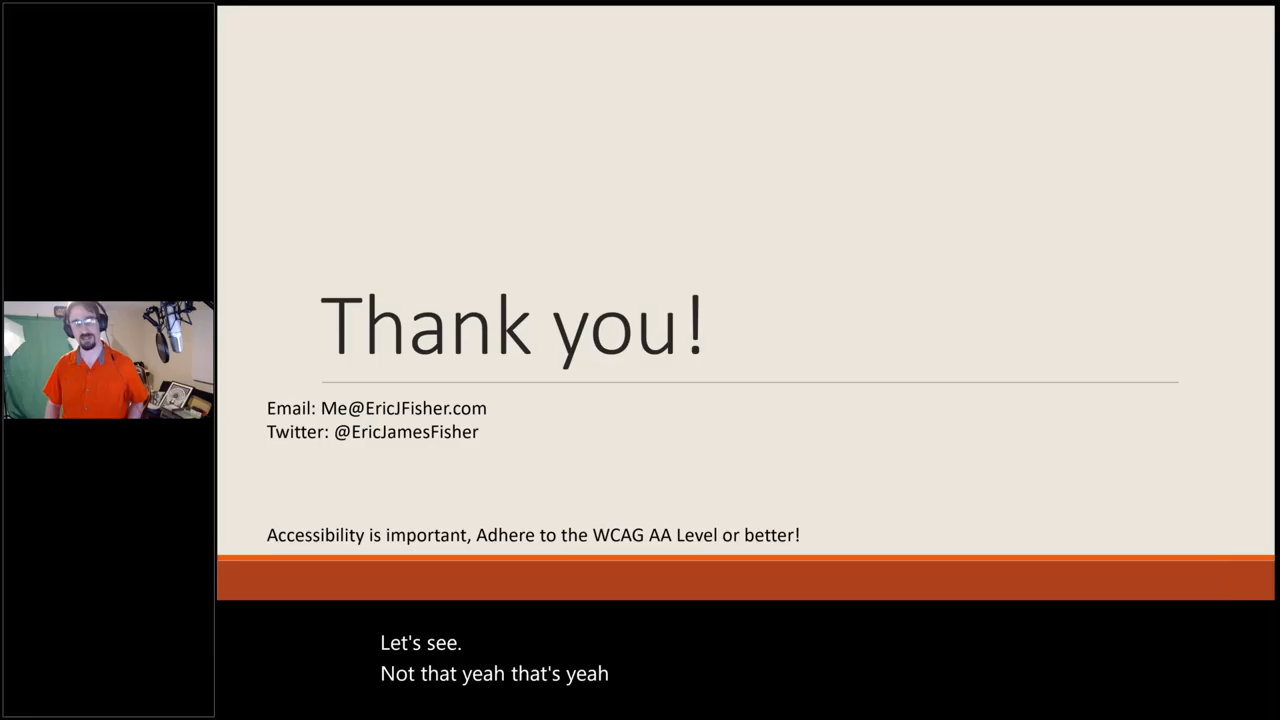 Thank you!
Email: Me@EricJFisher.com
Twitter: @EricJamesFisher
Accessibility is important, Adhere to the WCAG AA Level or better!
Let's see.
Not that yeah that's yeah